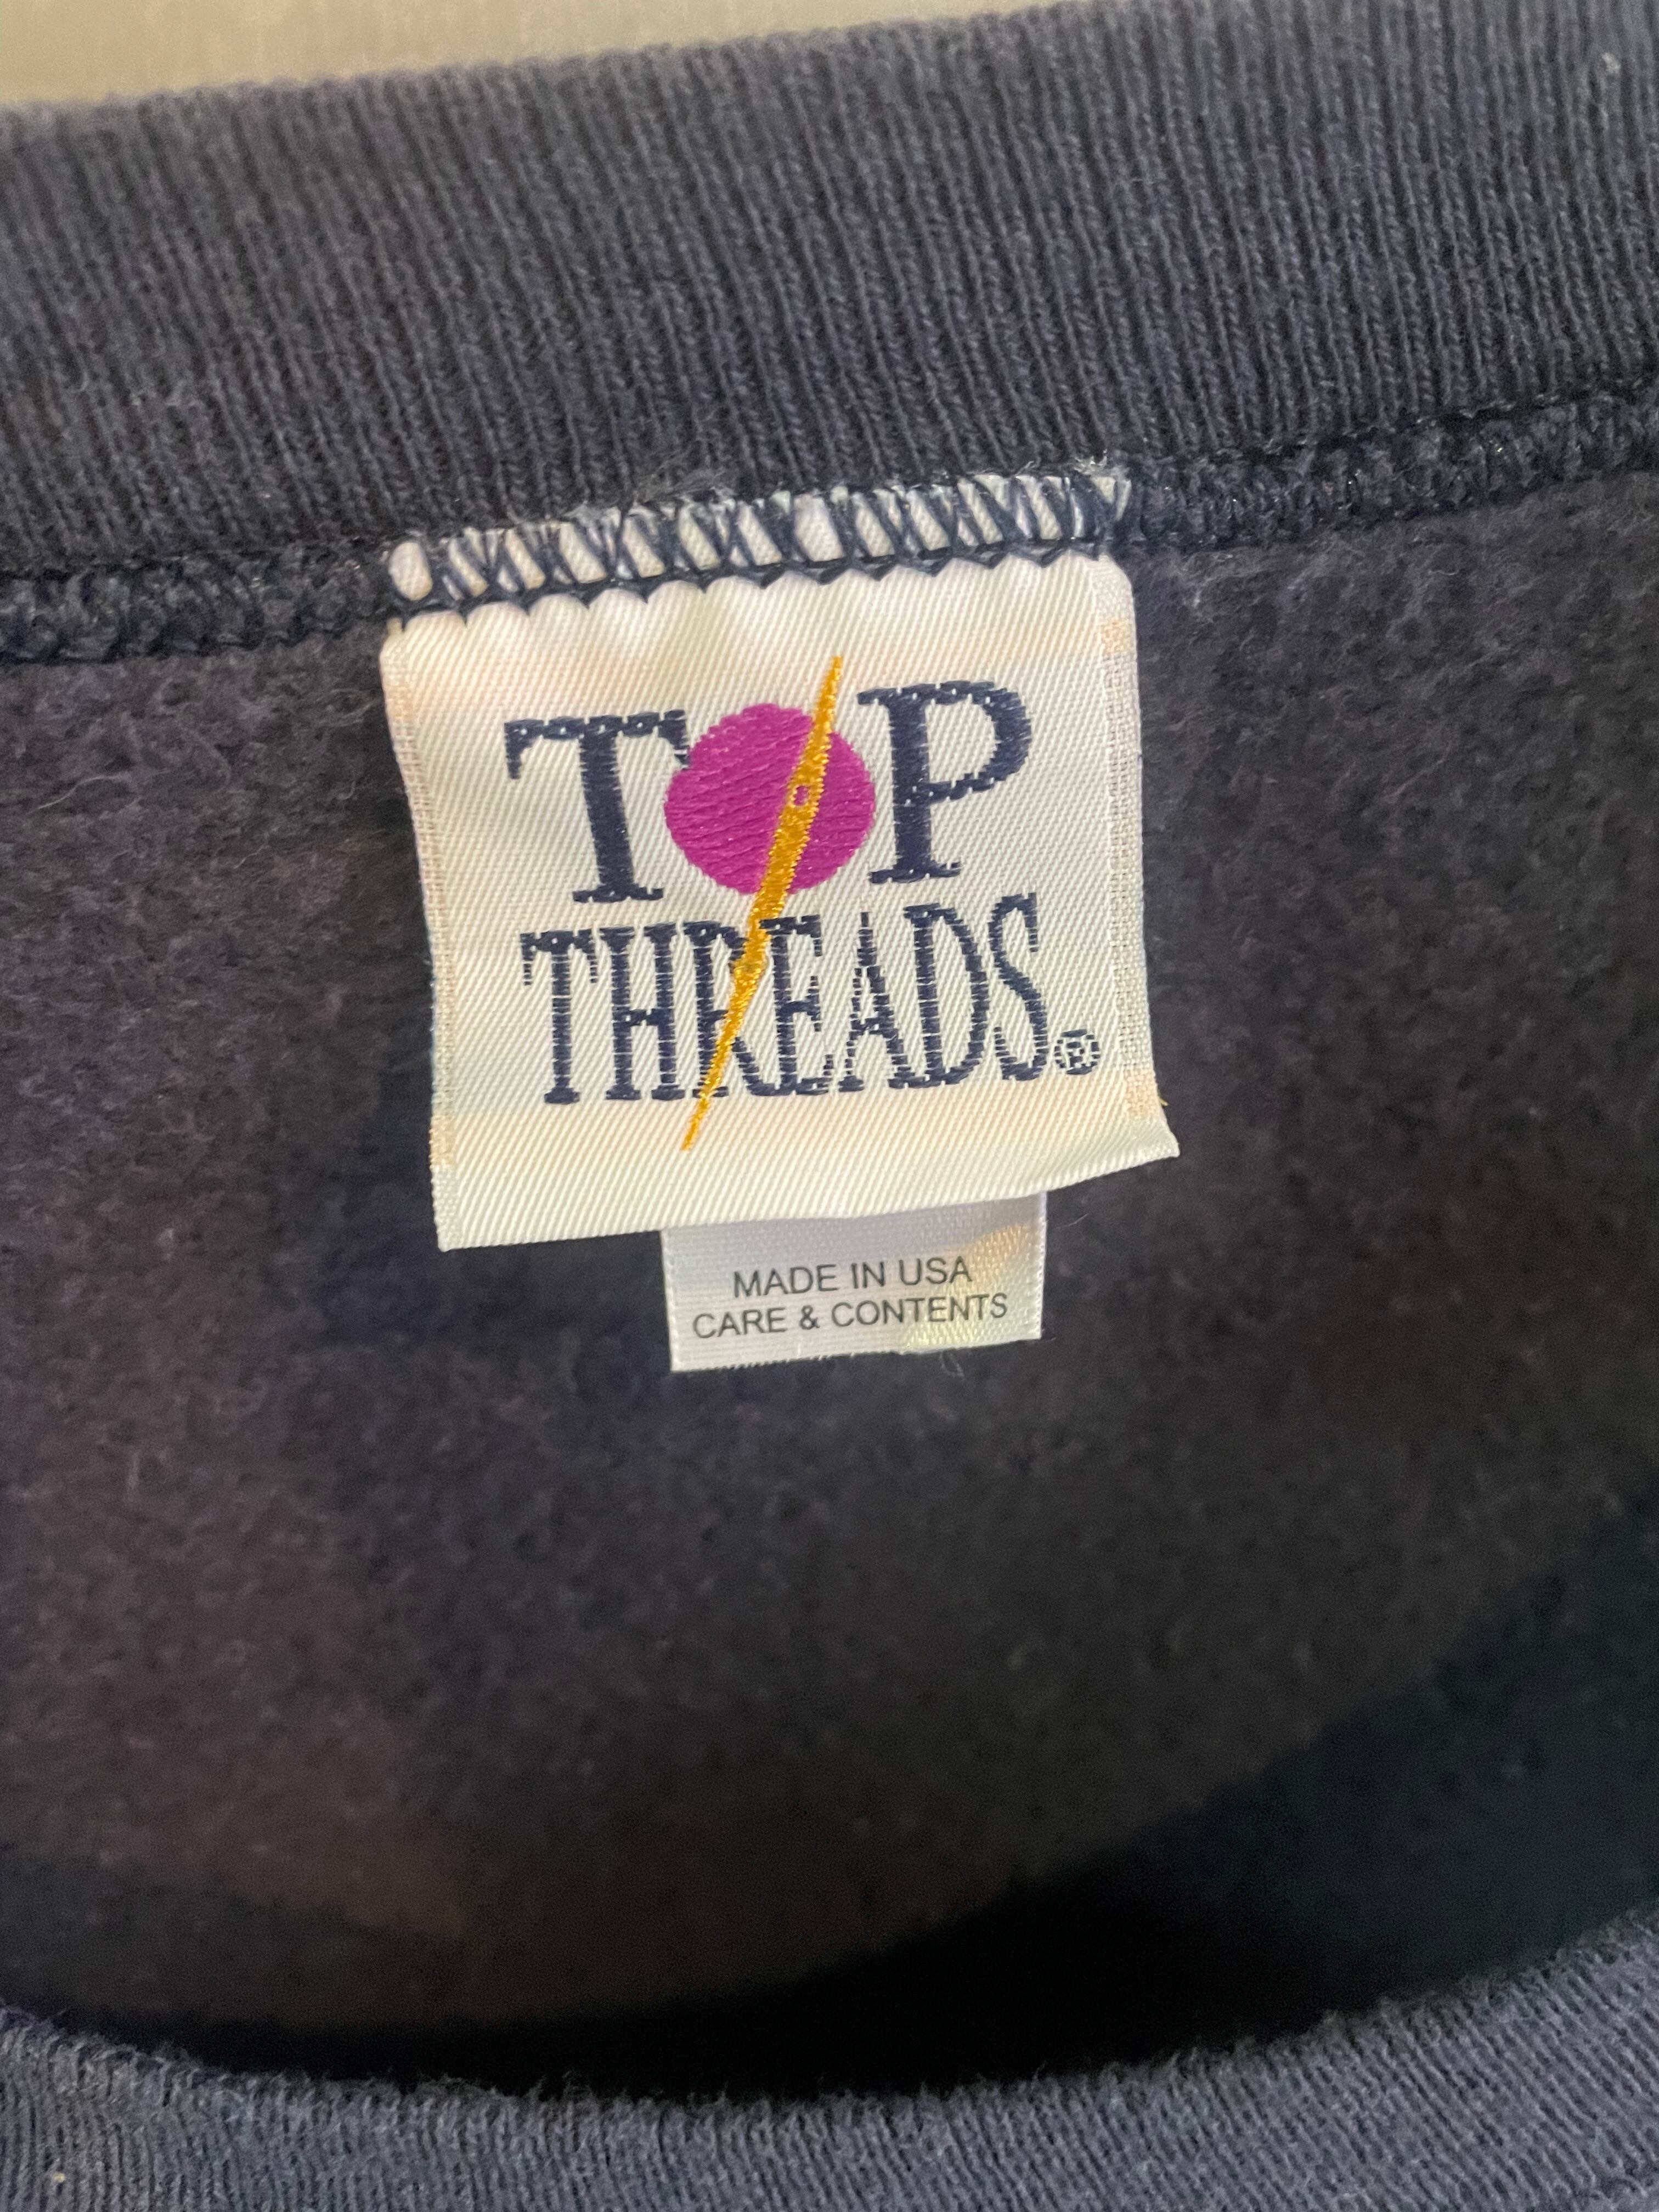 TOP
THREADS®
MADE IN USA
CARE & CONTENTS